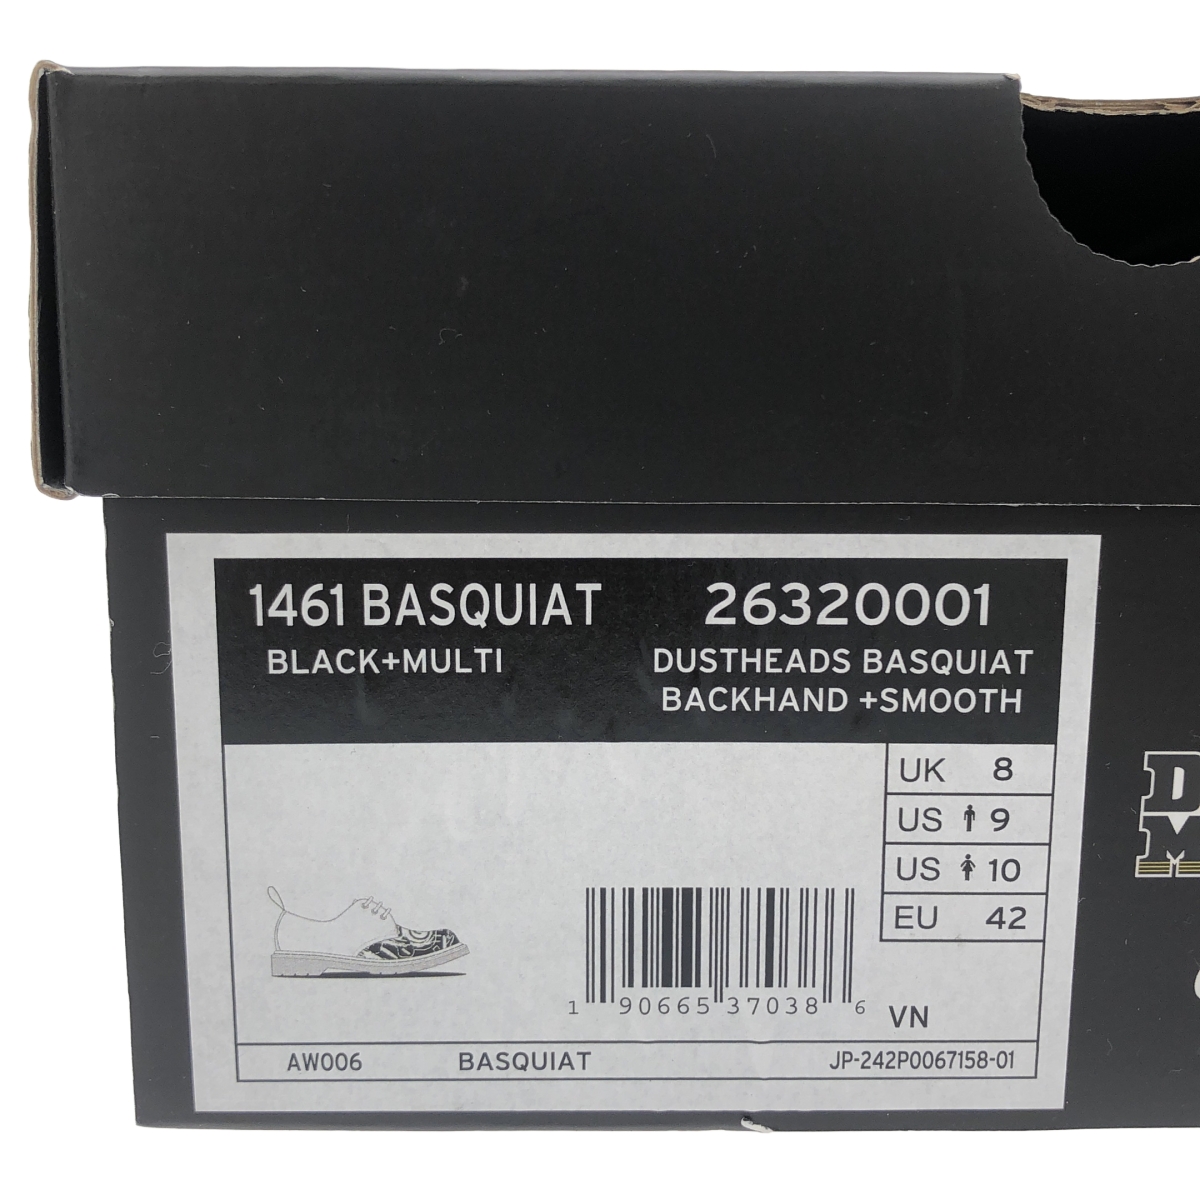 1461 BASQUIAT 26320001
BLACK+MULTI DUSTHEADS BASQUIAT
BACKHAND +SMOOTH
UK 8
US 9
US 10
EU 42
1 90665 37038 6
VN
AW006 BASQUIAT JP-242P0067158-01
D
M